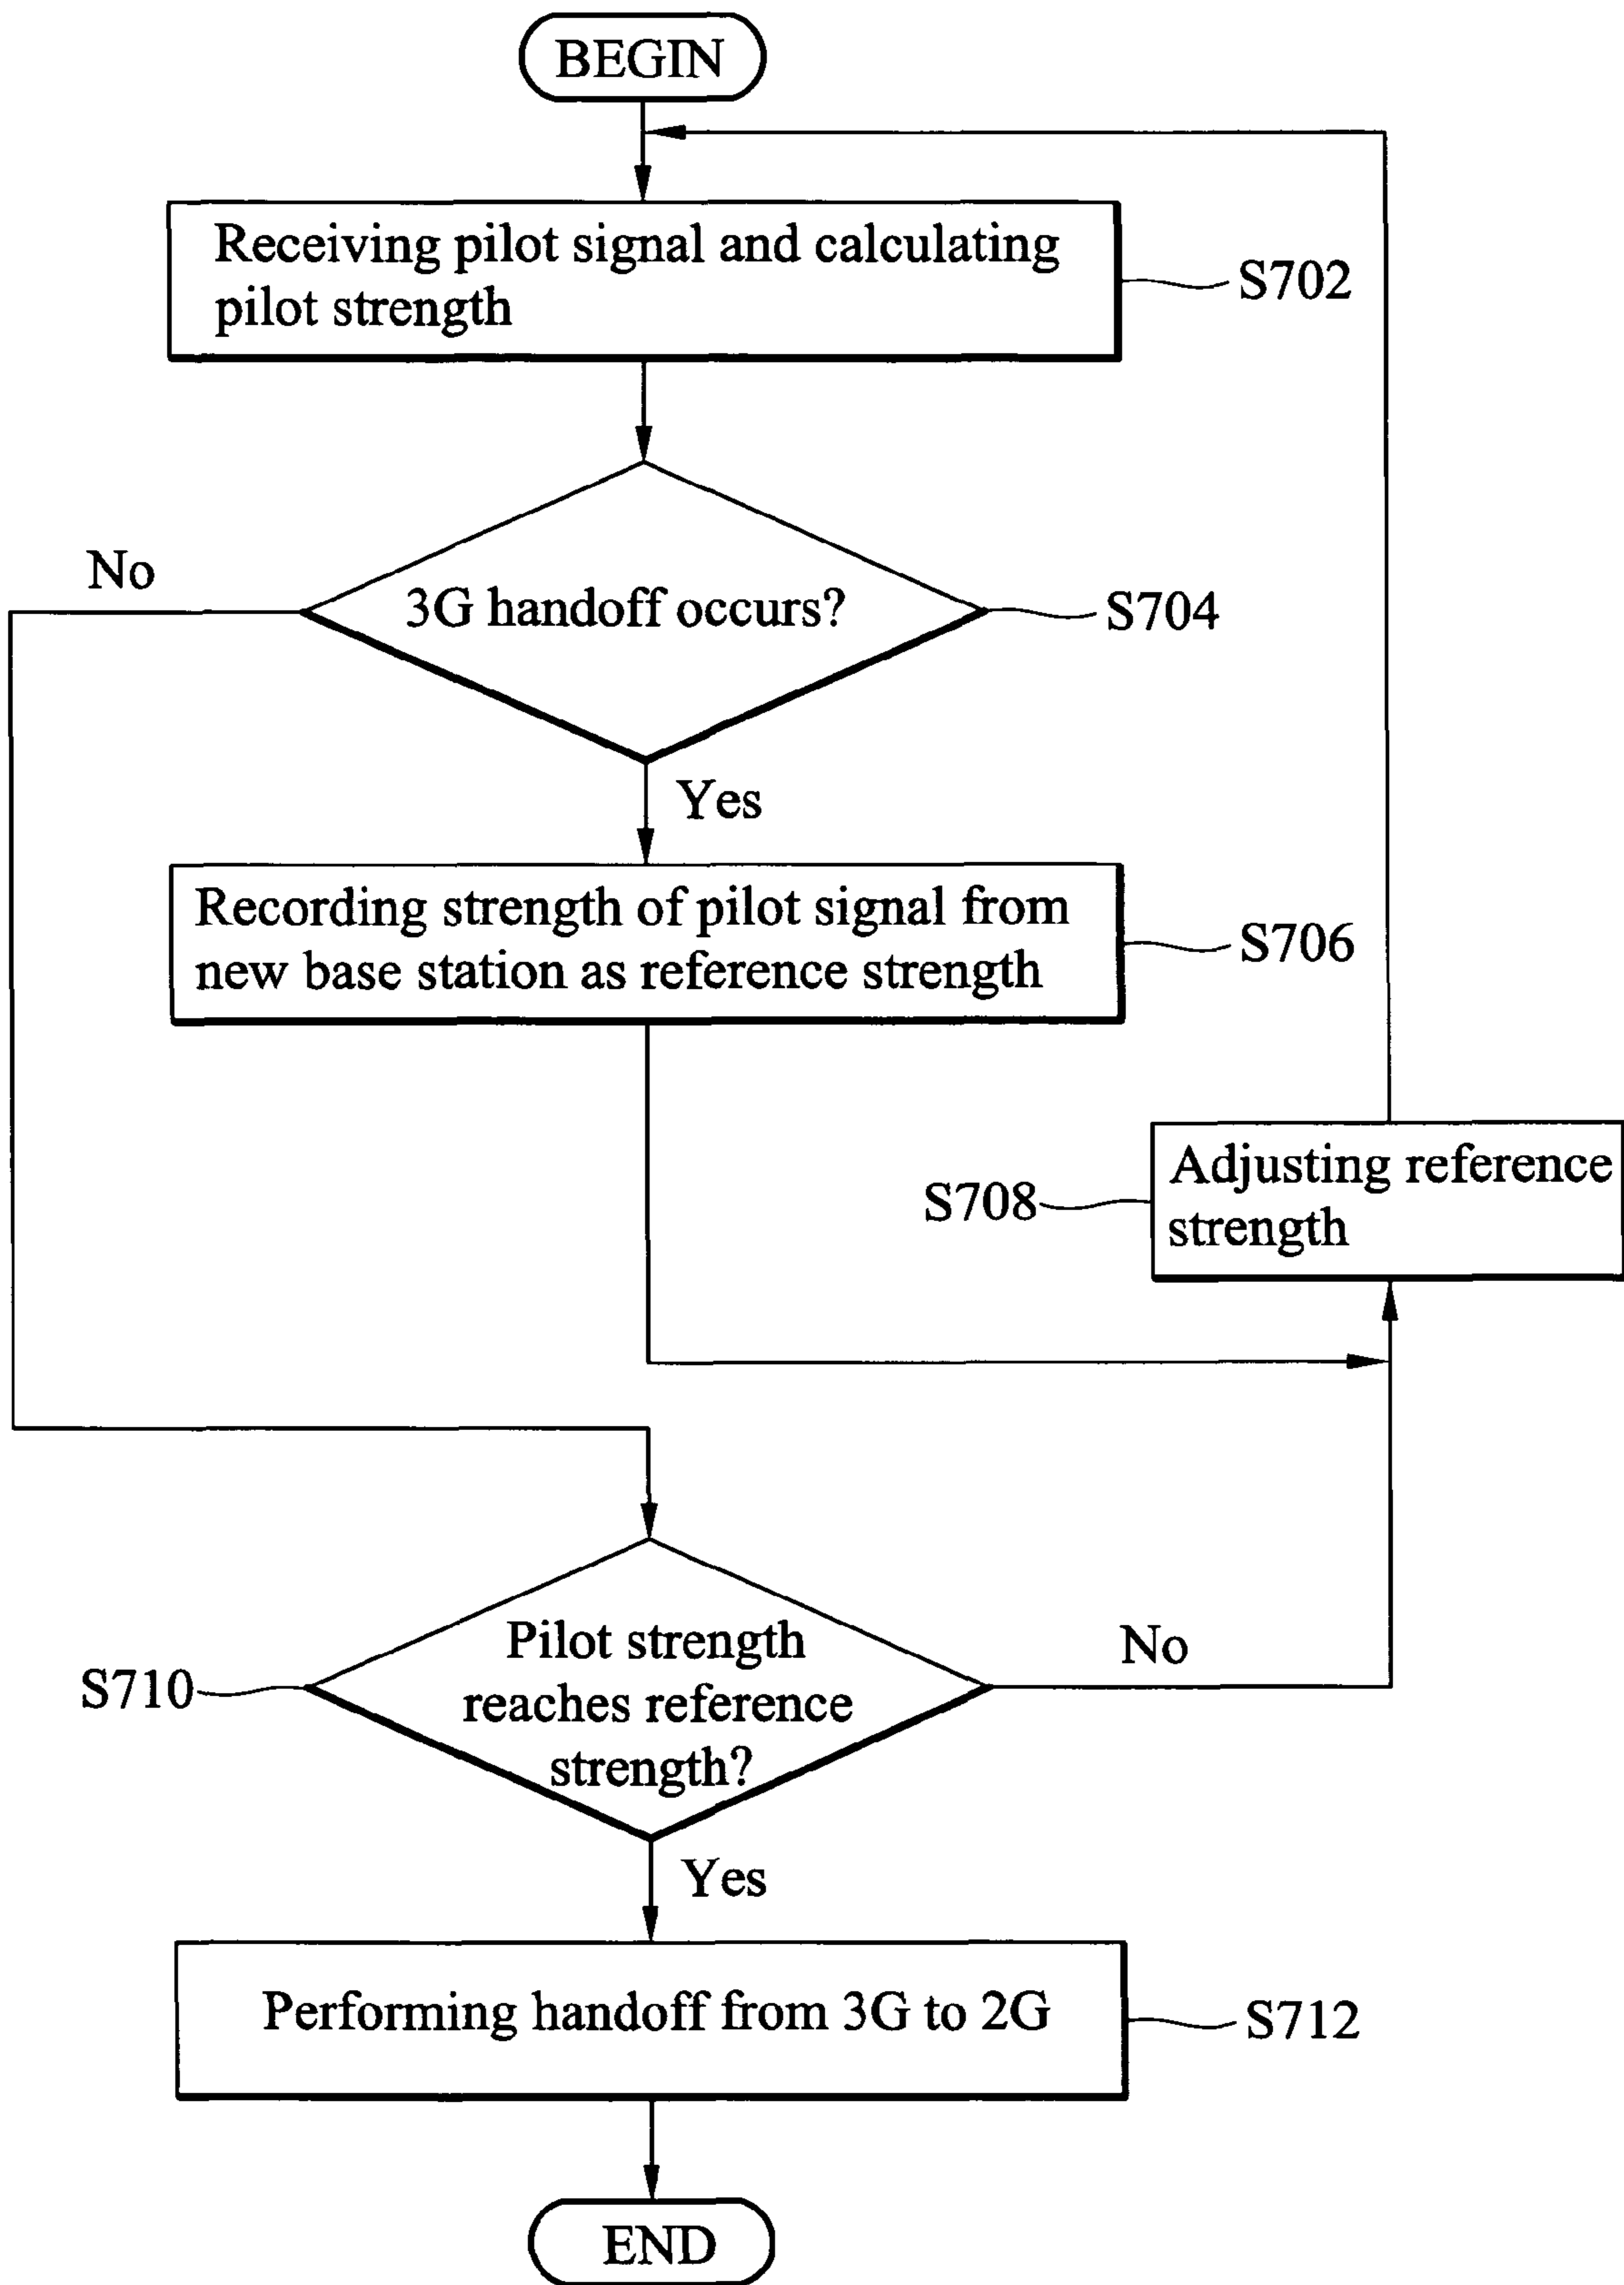 BEGIN
Receiving pilot signal and calculating
pilot strength
S702
No
3G handoff occurs?
S704
Yes
Recording strength of pilot signal from
new base station as reference strength
S706
Adjusting reference
strength
S708
Pilot strength
reaches reference
strength?
S710
No
Yes
Performing handoff from 3G to 2G
S712
END